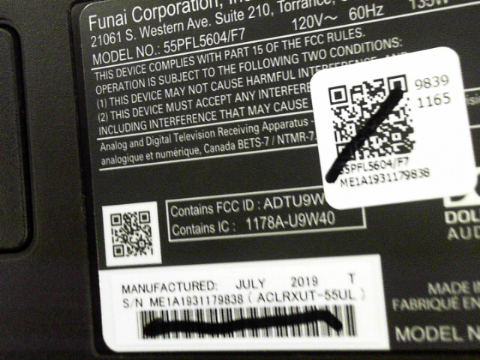 Funai Corporation, Inc.
21061 S. Western Ave. Suite 210, Torrance,
MODEL NO.: 55PFL5604/F7 120V~ 60Hz 135W
THIS DEVICE COMPLIES WITH PART 15 OF THE FCC RULES.
OPERATION IS SUBJECT TO THE FOLLOWING TWO CONDITIONS:
(1) THIS DEVICE MAY NOT CAUSE HARMFUL INTERFERENCE
(2) THIS DEVICE MUST ACCEPT ANY INTERFERENCE
INCLUDING INTERFERENCE THAT MAY CAUSE
Analog and Digital Television Receiving Apparatus -
analogique et numérique, Canada BETS-7 / NTMR-7
9839
1165
55PFL5604/F7
ME1A1931179838
Contains FCC ID : ADTU9W
Contains IC : 1178A-U9W40
DOL
AUD
MANUFACTURED: JULY 2019 T
S/N ME1A1931179838 ( ACLRXUT-55UL )
MADE IN
FABRIQUÉ EN
MODEL NO